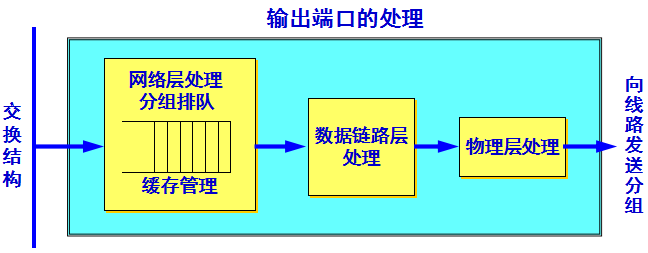 输出端口的处理
交换结构
网络层处理
分组排队
缓存管理
数据链路层
处理
物理层处理
向线路发送分组